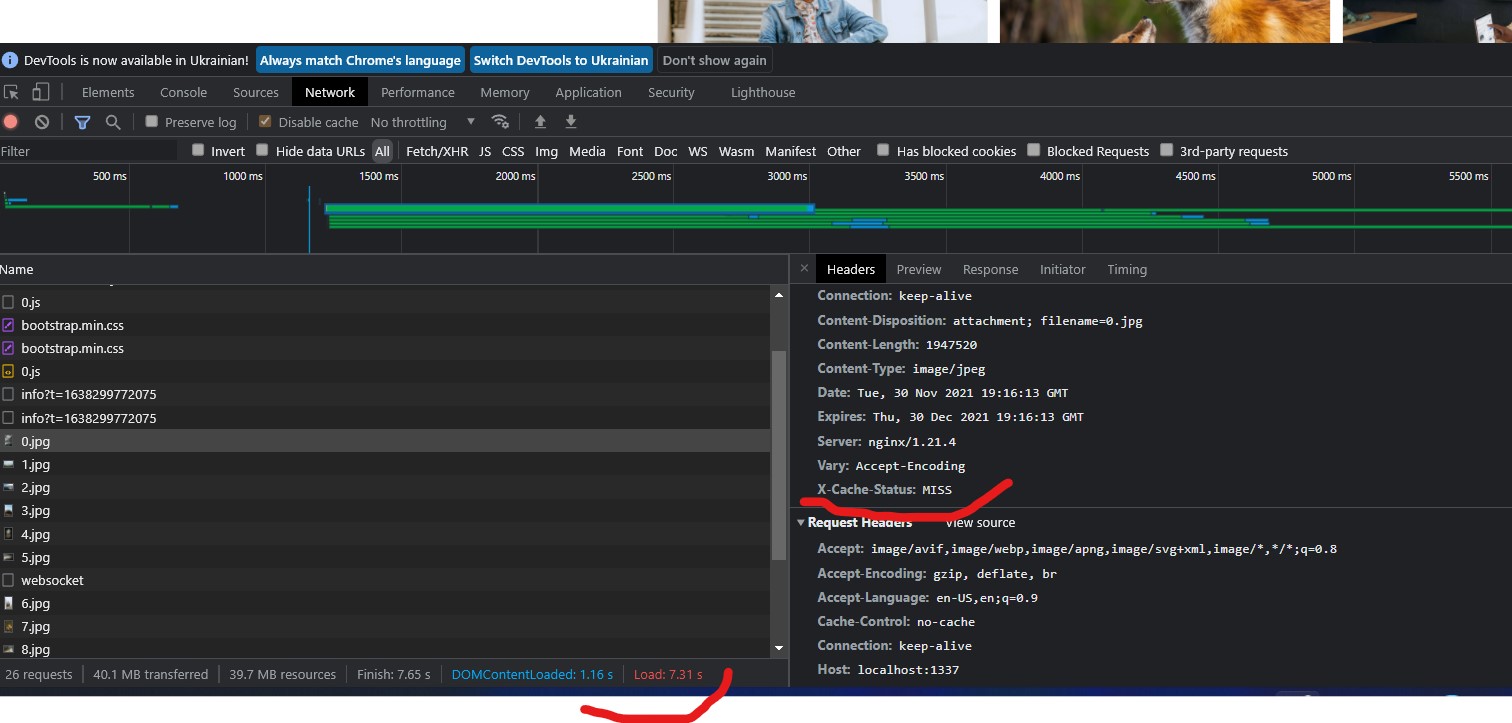 DevTools is now available in Ukrainian! Always match Chrome's language Switch DevTools to Ukrainian Don't show again
Elements Console Sources Network Performance Memory Application Security Lighthouse
Preserve log Disable cache No throttling
Filter Invert Hide data URLs All Fetch/XHR JS CSS Img Media Font Doc WS Wasm Manifest Other Has blocked cookies Blocked Requests 3rd-party requests
500 ms 1000 ms 1500 ms 2000 ms 2500 ms 3000 ms 3500 ms 4000 ms 4500 ms 5000 ms 5500 ms
Name
0.js
bootstrap.min.css
bootstrap.min.css
0.js
info?t=1638299772075
info?t=1638299772075
0.jpg
1.jpg
2.jpg
3.jpg
4.jpg
5.jpg
websocket
6.jpg
7.jpg
8.jpg
26 requests 40.1 MB transferred 39.7 MB resources Finish: 7.65 s DOMContentLoaded: 1.16 s Load: 7.31 s
× Headers Preview Response Initiator Timing
Connection: keep-alive
Content-Disposition: attachment; filename=0.jpg
Content-Length: 1947520
Content-Type: image/jpeg
Date: Tue, 30 Nov 2021 19:16:13 GMT
Expires: Thu, 30 Dec 2021 19:16:13 GMT
Server: nginx/1.21.4
Vary: Accept-Encoding
X-Cache-Status: MISS
Request Headers View source
Accept: image/avif,image/webp,image/apng,image/svg+xml,image/*,*/*;q=0.8
Accept-Encoding: gzip, deflate, br
Accept-Language: en-US,en;q=0.9
Cache-Control: no-cache
Connection: keep-alive
Host: localhost:1337